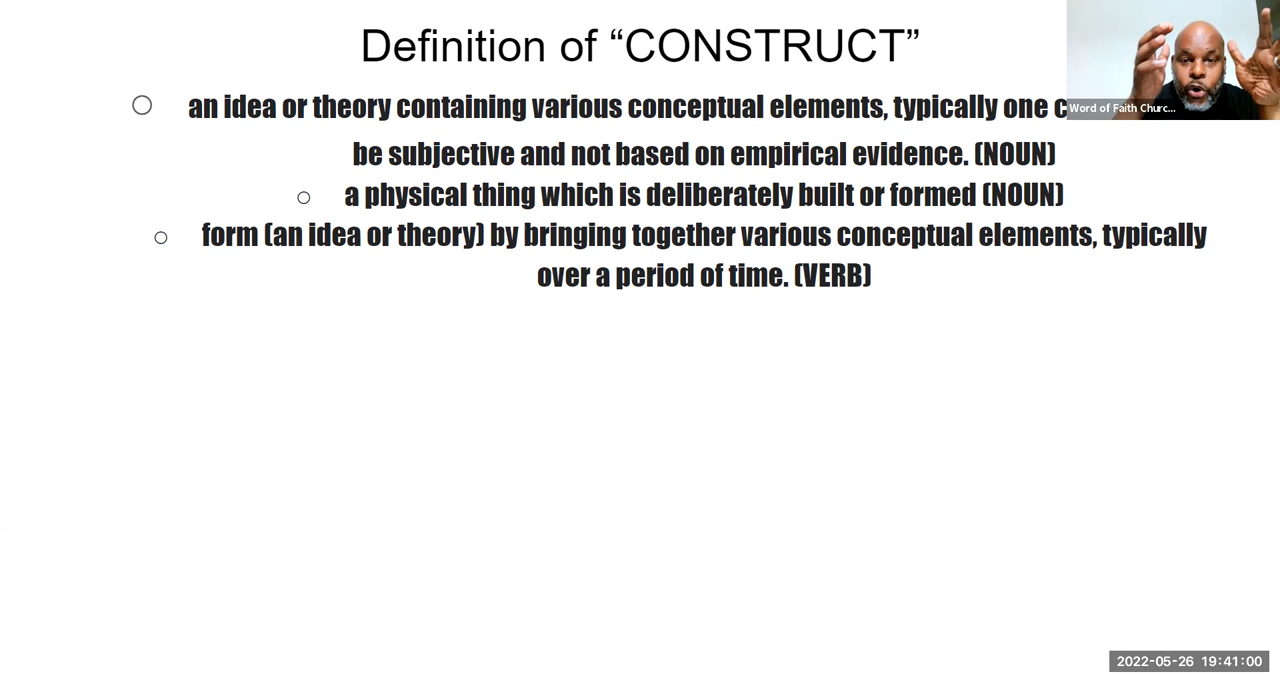 Definition of “CONSTRUCT”
an idea or theory containing various conceptual elements, typically one
be subjective and not based on empirical evidence. (NOUN)
a physical thing which is deliberately built or formed (NOUN)
form (an idea or theory) by bringing together various conceptual elements, typically
over a period of time. (VERB)
Word of Faith Churc...
2022-05-26 19:41:00